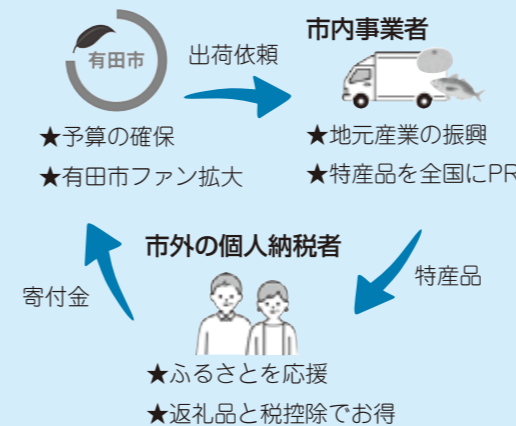 有田市
出荷依頼
市内事業者
★予算の確保
★有田市ファン拡大
★地元産業の振興
★特産品を全国にPR
市外の個人納税者
寄付金
特産品
★ふるさとを応援
★返礼品と税控除でお得